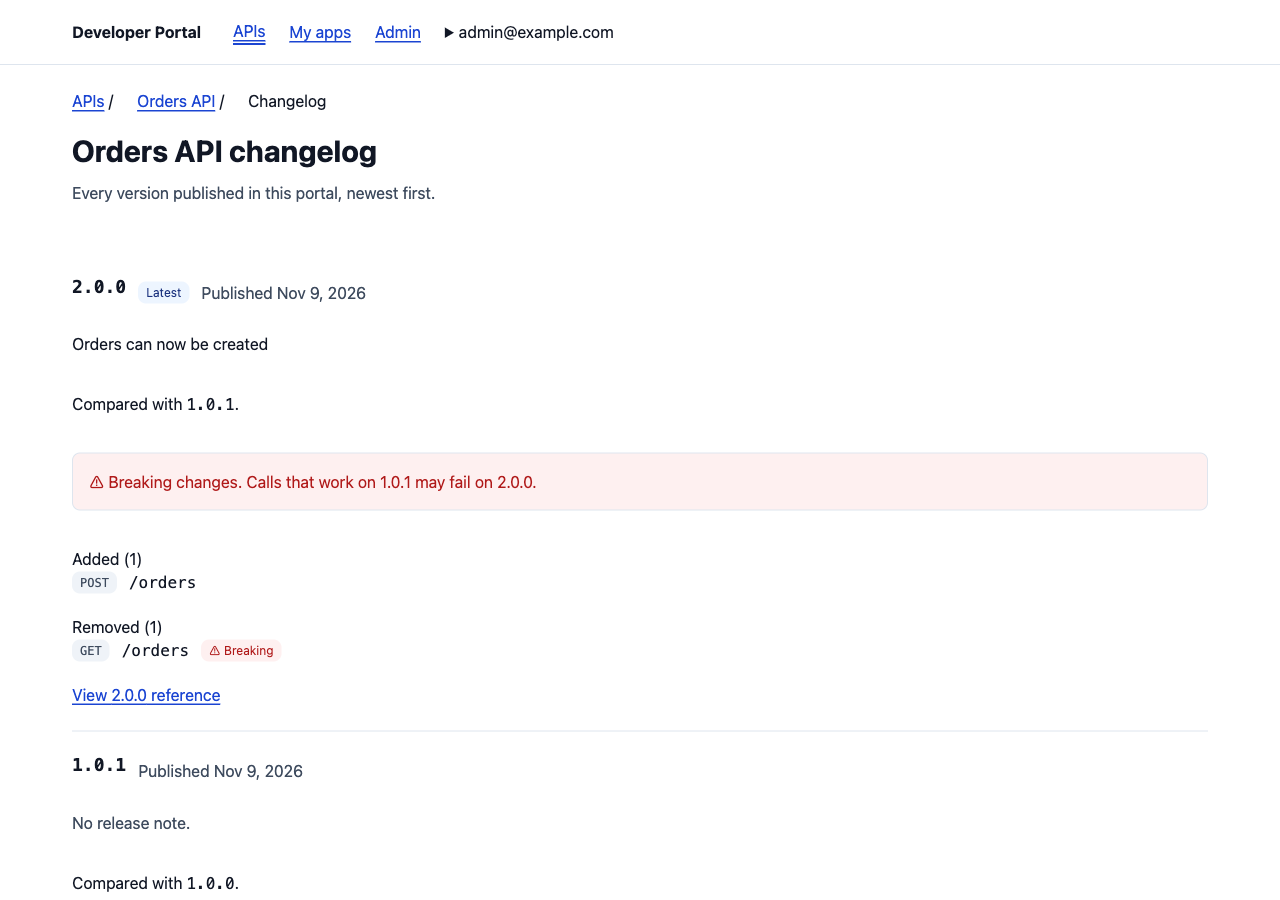 Developer Portal APIs My apps Admin ▶ admin@example.com
APIs / Orders API / Changelog
Orders API changelog
Every version published in this portal, newest first.
2.0.0 Latest Published Nov 9, 2026
Orders can now be created
Compared with 1.0.1.
⚠ Breaking changes. Calls that work on 1.0.1 may fail on 2.0.0.
Added (1)
POST /orders
Removed (1)
GET /orders ⚠ Breaking
View 2.0.0 reference
1.0.1 Published Nov 9, 2026
No release note.
Compared with 1.0.0.